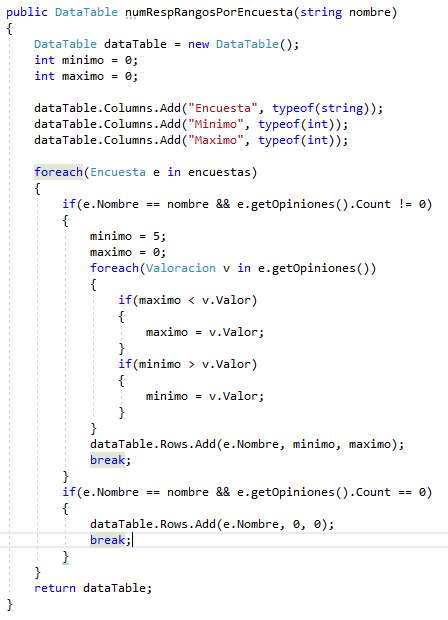 public DataTable numRespRangosPorEncuesta(string nombre)
{
    DataTable dataTable = new DataTable();
    int minimo = 0;
    int maximo = 0;

    dataTable.Columns.Add("Encuesta", typeof(string));
    dataTable.Columns.Add("Minimo", typeof(int));
    dataTable.Columns.Add("Maximo", typeof(int));

    foreach(Encuesta e in encuestas)
    {
        if(e.Nombre == nombre && e.getOpiniones().Count != 0)
        {
            minimo = 5;
            maximo = 0;
            foreach(Valoracion v in e.getOpiniones())
            {
                if(maximo < v.Valor)
                {
                    maximo = v.Valor;
                }
                if(minimo > v.Valor)
                {
                    minimo = v.Valor;
                }
            }
            dataTable.Rows.Add(e.Nombre, minimo, maximo);
            break;
        }
        if(e.Nombre == nombre && e.getOpiniones().Count == 0)
        {
            dataTable.Rows.Add(e.Nombre, 0, 0);
            break;
        }
    }
    return dataTable;
}